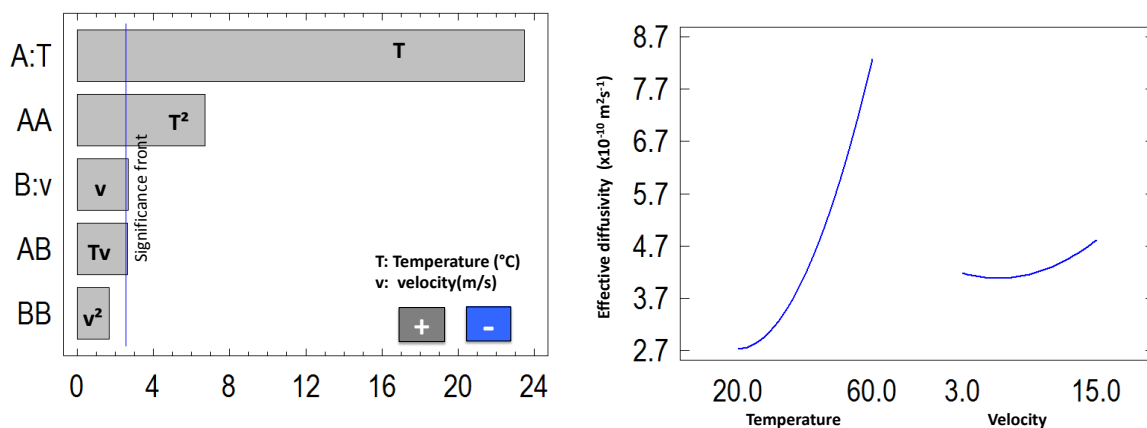 A:T
T
AA
T²
B:v
v
AB
Tv
BB
v²
Significance front
T: Temperature (°C)
v: velocity(m/s)
+ -
0 4 8 12 16 20 24
Effective diffusivity (x10⁻¹⁰ m²s⁻¹)
8.7
7.7
6.7
5.7
4.7
3.7
2.7
20.0 60.0 3.0 15.0
Temperature Velocity